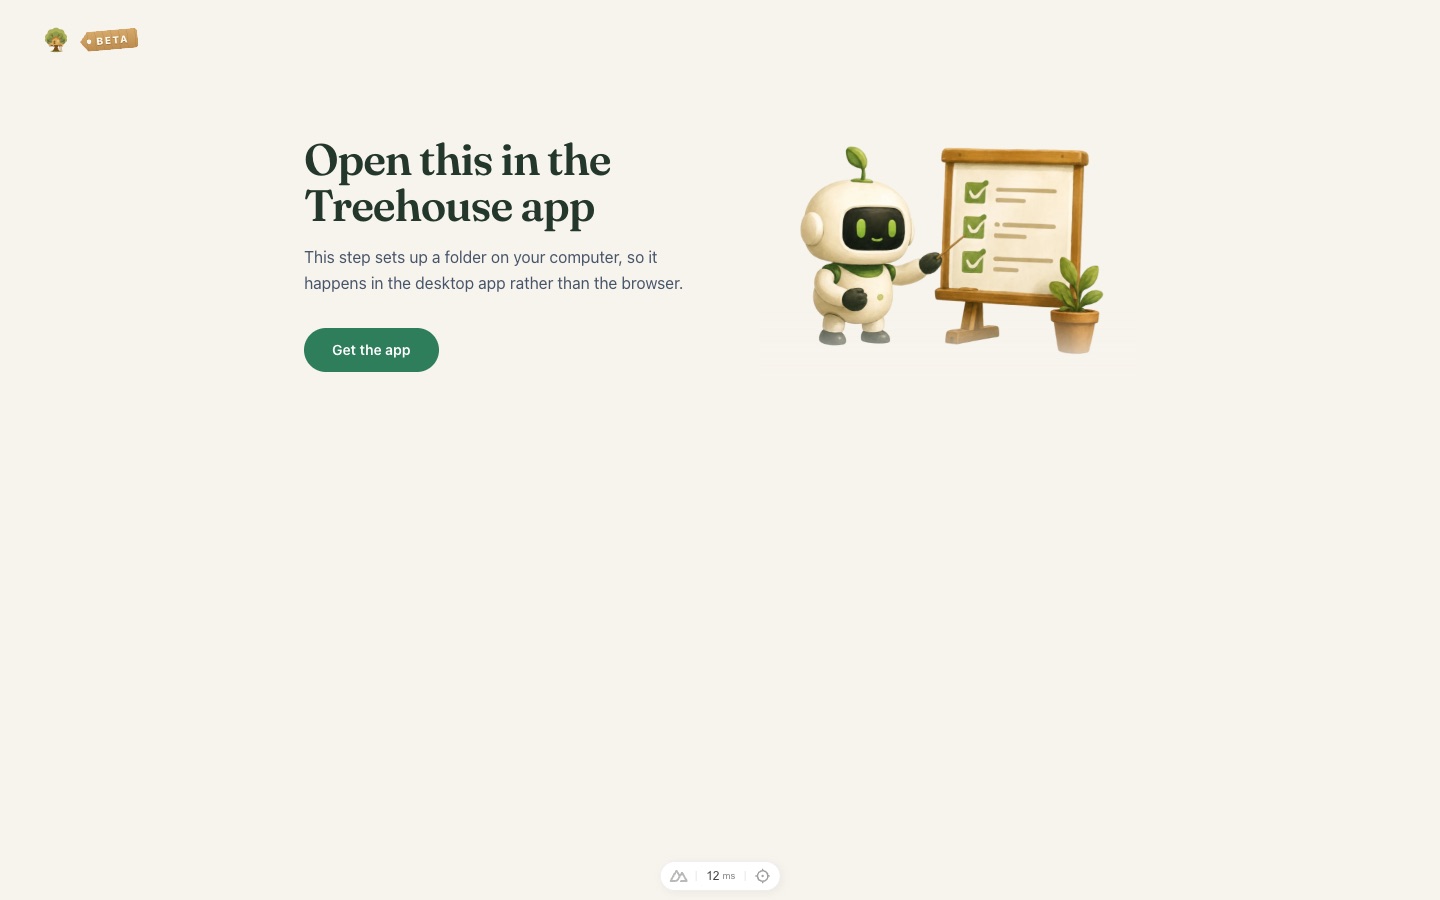 BETA
Open this in the
Treehouse app
This step sets up a folder on your computer, so it
happens in the desktop app rather than the browser.
Get the app
12 ms